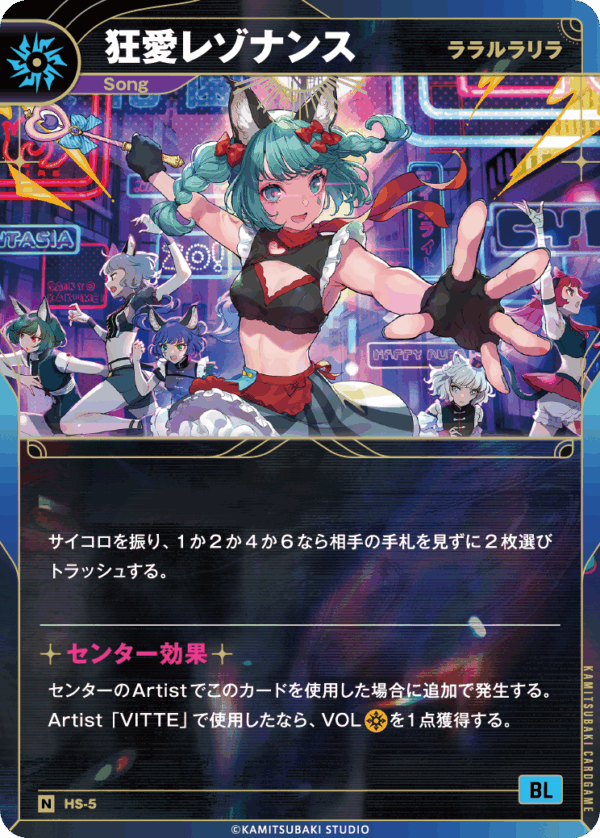 狂愛レゾナンス
ララルラリラ
Song
NTASIA
ZO!
CY
HAPPY
サイコロを振り、1か2か4か6なら相手の手札を見ずに2枚選び
トラッシュする。
センター効果
センターのArtistでこのカードを使用した場合に追加で発生する。
Artist「VITTE」で使用したなら、VOLを1点獲得する。
N HS-5
BL
KAMITSUBAKI CARDGAME
©KAMITSUBAKI STUDIO